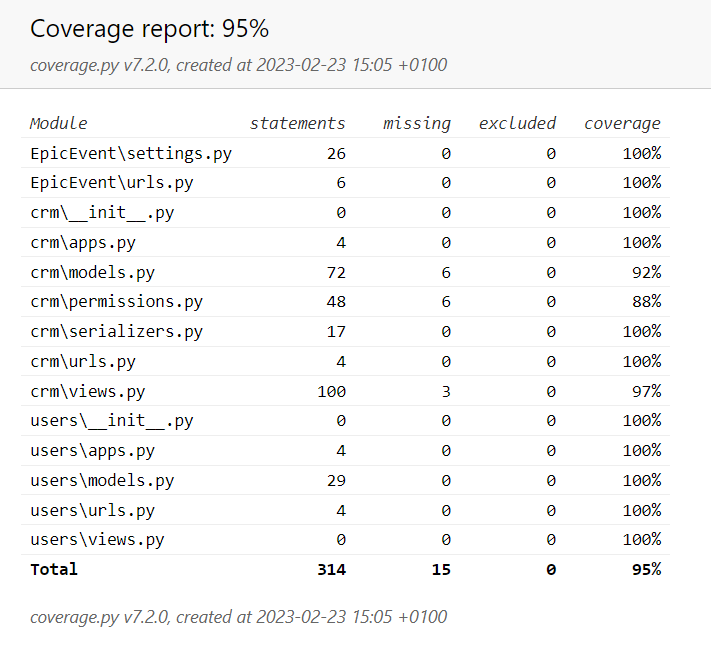 Coverage report: 95%
coverage.py v7.2.0, created at 2023-02-23 15:05 +0100
Module statements missing excluded coverage
EpicEvent\settings.py 26 0 0 100%
EpicEvent\urls.py 6 0 0 100%
crm\__init__.py 0 0 0 100%
crm\apps.py 4 0 0 100%
crm\models.py 72 6 0 92%
crm\permissions.py 48 6 0 88%
crm\serializers.py 17 0 0 100%
crm\urls.py 4 0 0 100%
crm\views.py 100 3 0 97%
users\__init__.py 0 0 0 100%
users\apps.py 4 0 0 100%
users\models.py 29 0 0 100%
users\urls.py 4 0 0 100%
users\views.py 0 0 0 100%
Total 314 15 0 95%
coverage.py v7.2.0, created at 2023-02-23 15:05 +0100